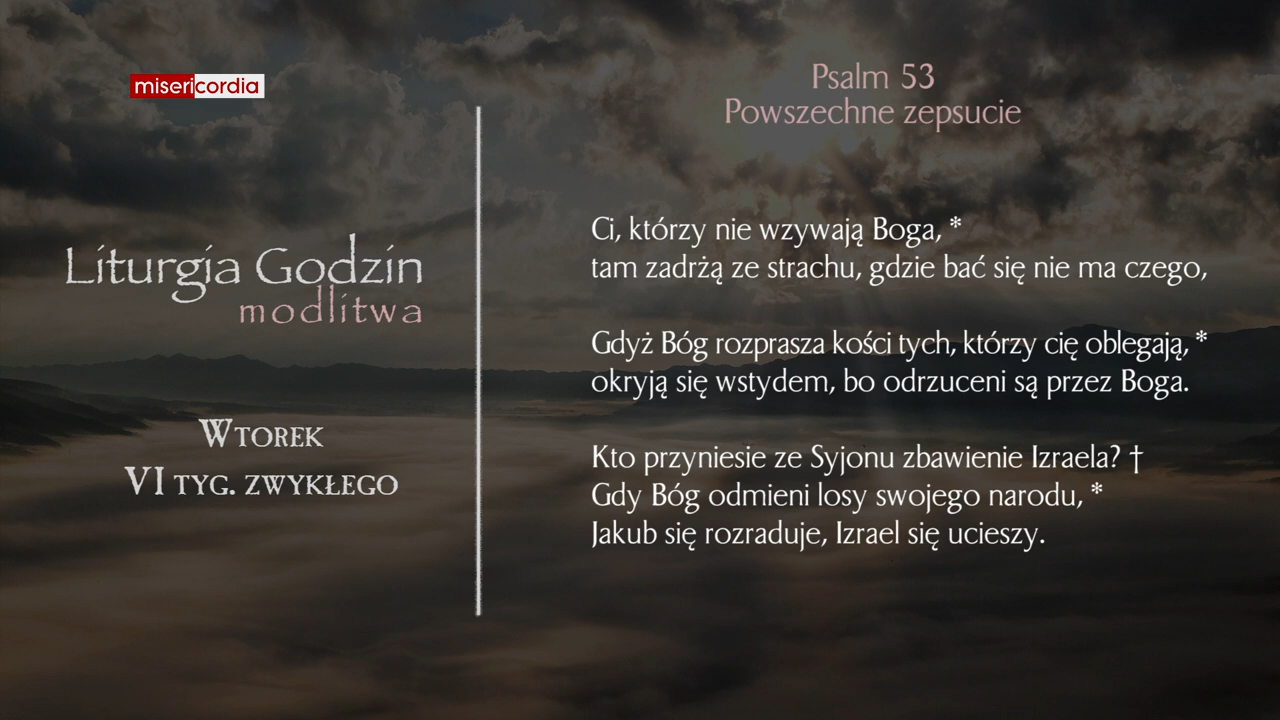 misericordia
Liturgia Godzin
modlitwa
Wtorek
VI tyg. zwykłego
Psalm 53
Powszechne zepsucie
Ci, którzy nie wzywają Boga, *
tam zadrżą ze strachu, gdzie bać się nie ma czego,
Gdyż Bóg rozprasza kości tych, którzy cię oblegają, *
okryją się wstydem, bo odrzuceni są przez Boga.
Kto przyniesie ze Syjonu zbawienie Izraela? †
Gdy Bóg odmieni losy swojego narodu, *
Jakub się rozraduje, Izrael się ucieszy.